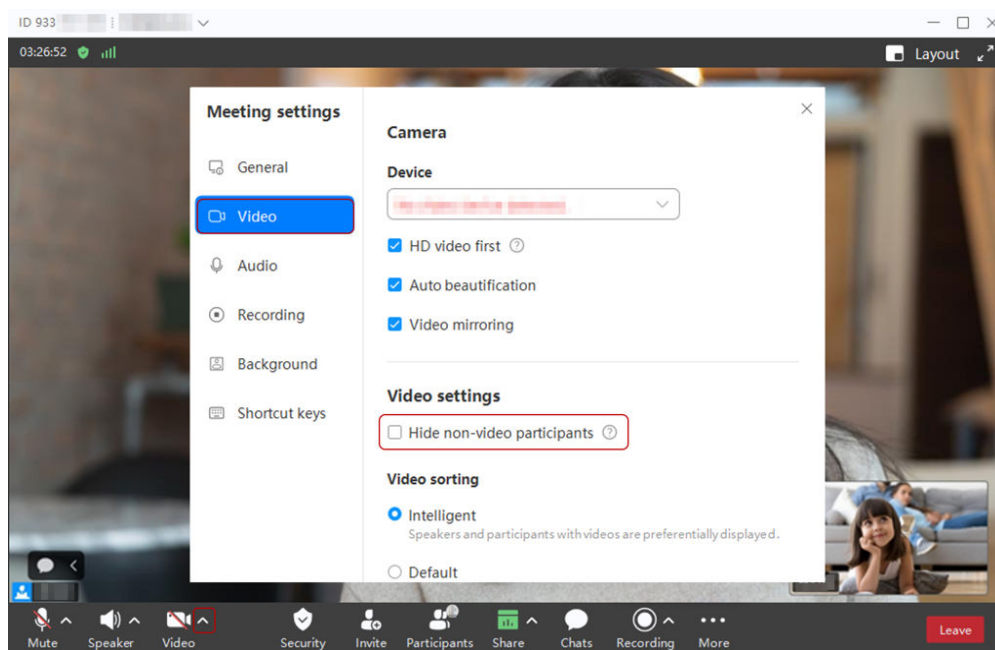 ID 933
03:26:52
Layout
Meeting settings
General
Video
Audio
Recording
Background
Shortcut keys
Camera
Device
HD video first
Auto beautification
Video mirroring
Video settings
Hide non-video participants
Video sorting
Intelligent
Speakers and participants with videos are preferentially displayed.
Default
Mute
Speaker
Video
Security
Invite
Participants
Share
Chats
Recording
More
Leave